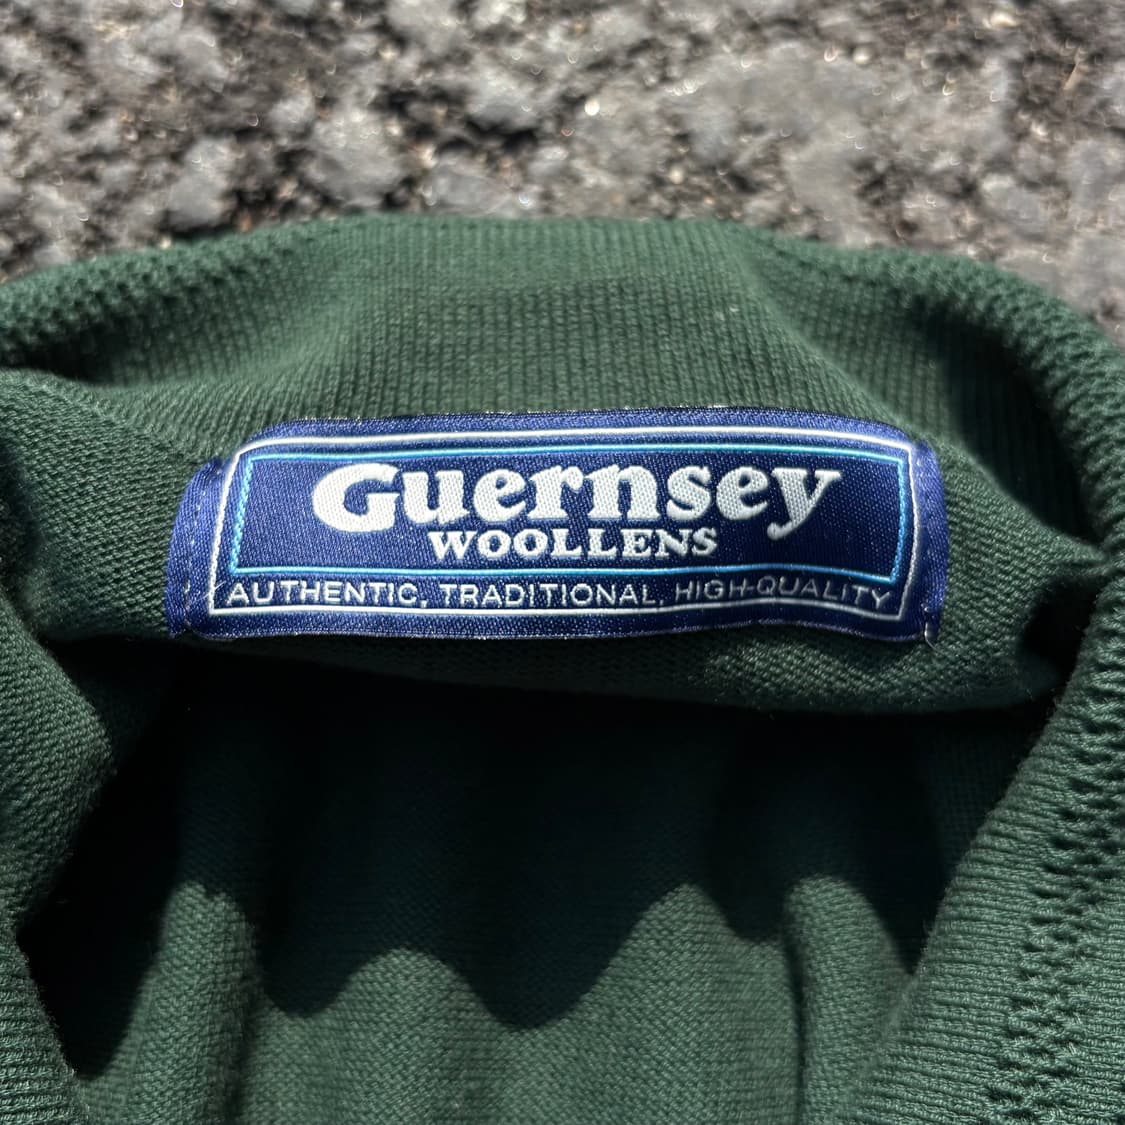 Guernsey
WOOLLENS
AUTHENTIC, TRADITIONAL, HIGH-QUALITY